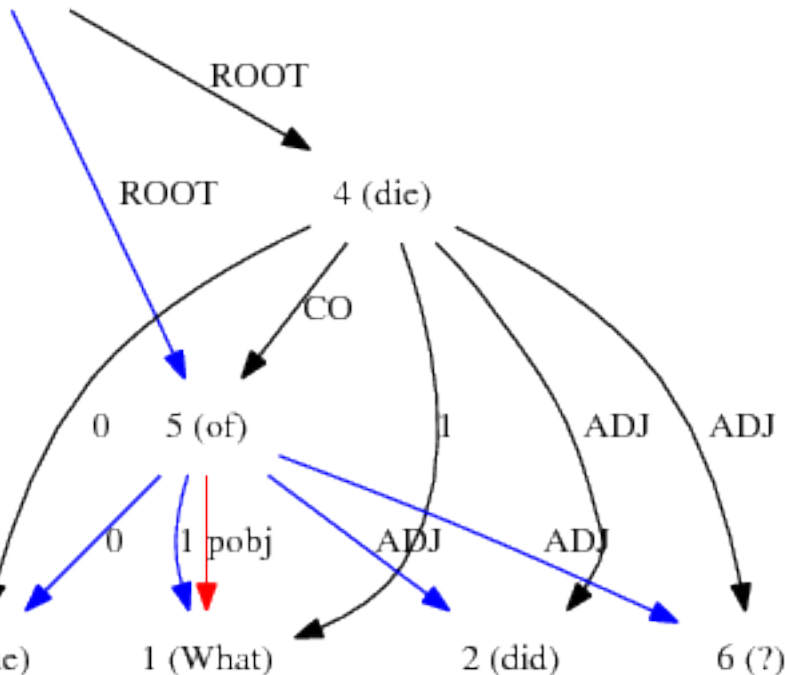 ROOT
ROOT
4 (die)
CO
0 5 (of) 1 ADJ ADJ
0 1 pobj ADJ ADJ
e) 1 (What) 2 (did) 6 (?)